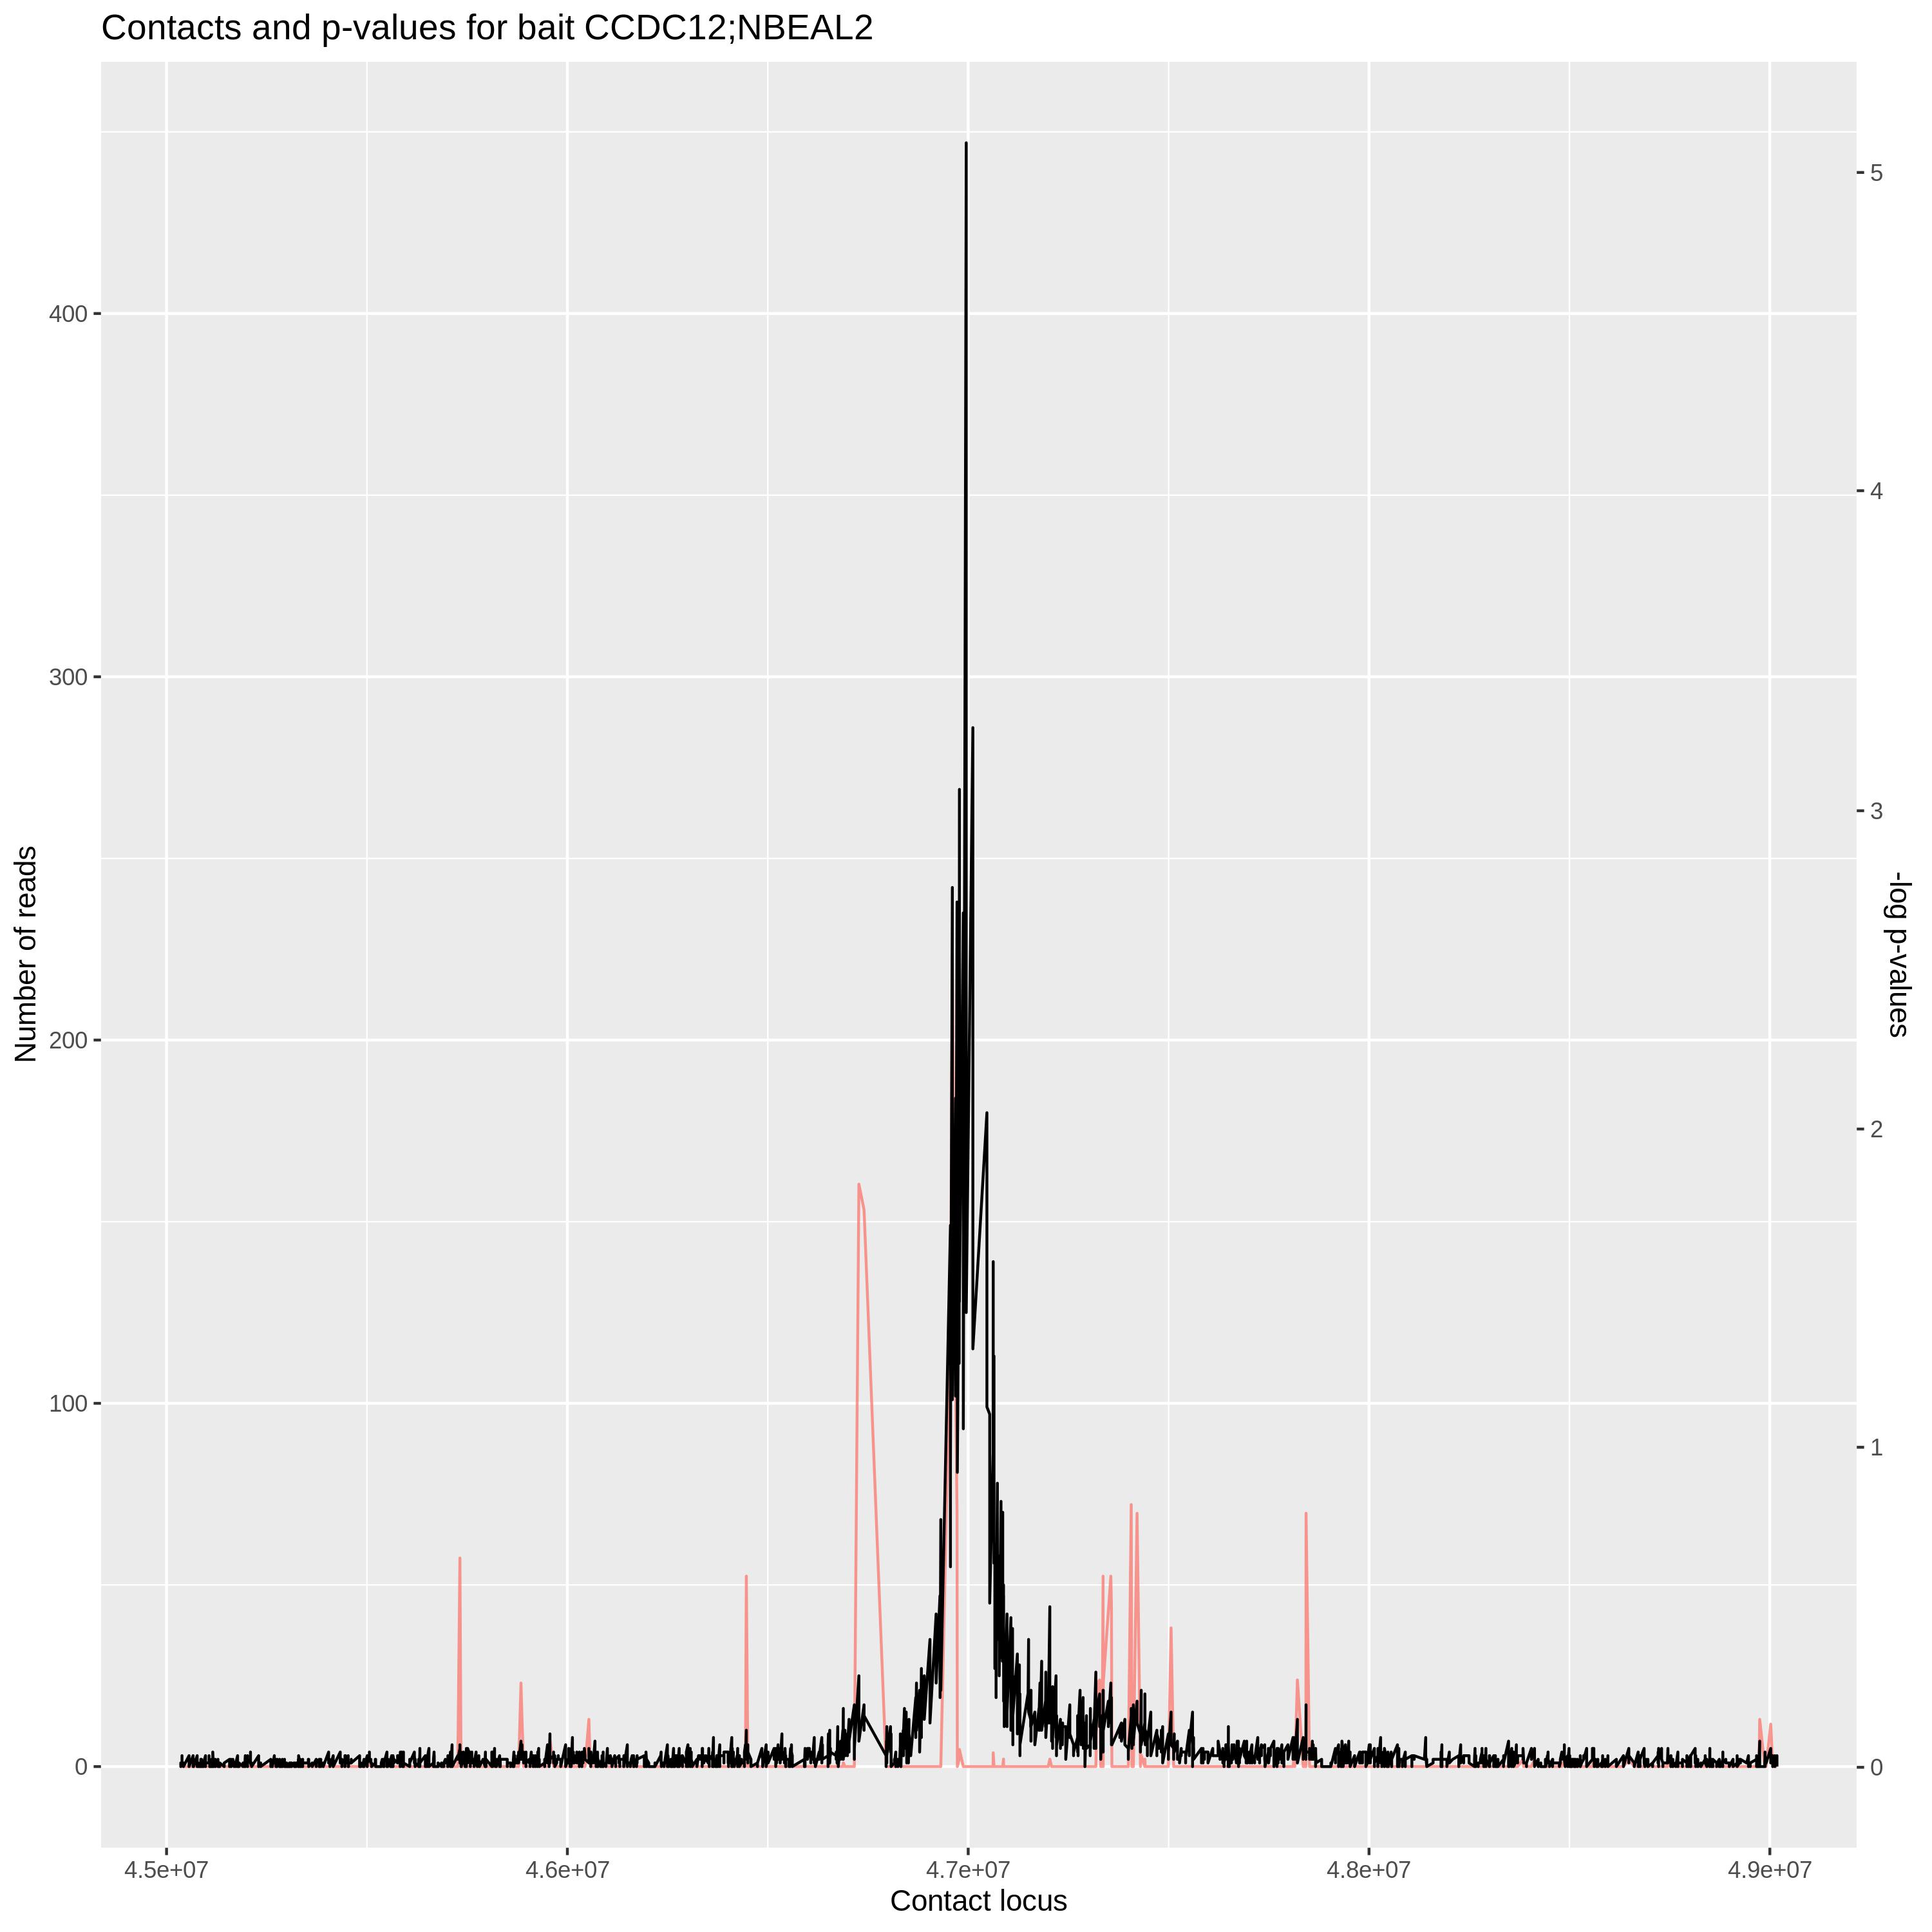 Contacts and p-values for bait CCDC12;NBEAL2
Number of reads
400
300
200
100
0
5
4
3
2
1
0
-log p-values
4.5e+07 4.6e+07 4.7e+07 4.8e+07 4.9e+07
Contact locus